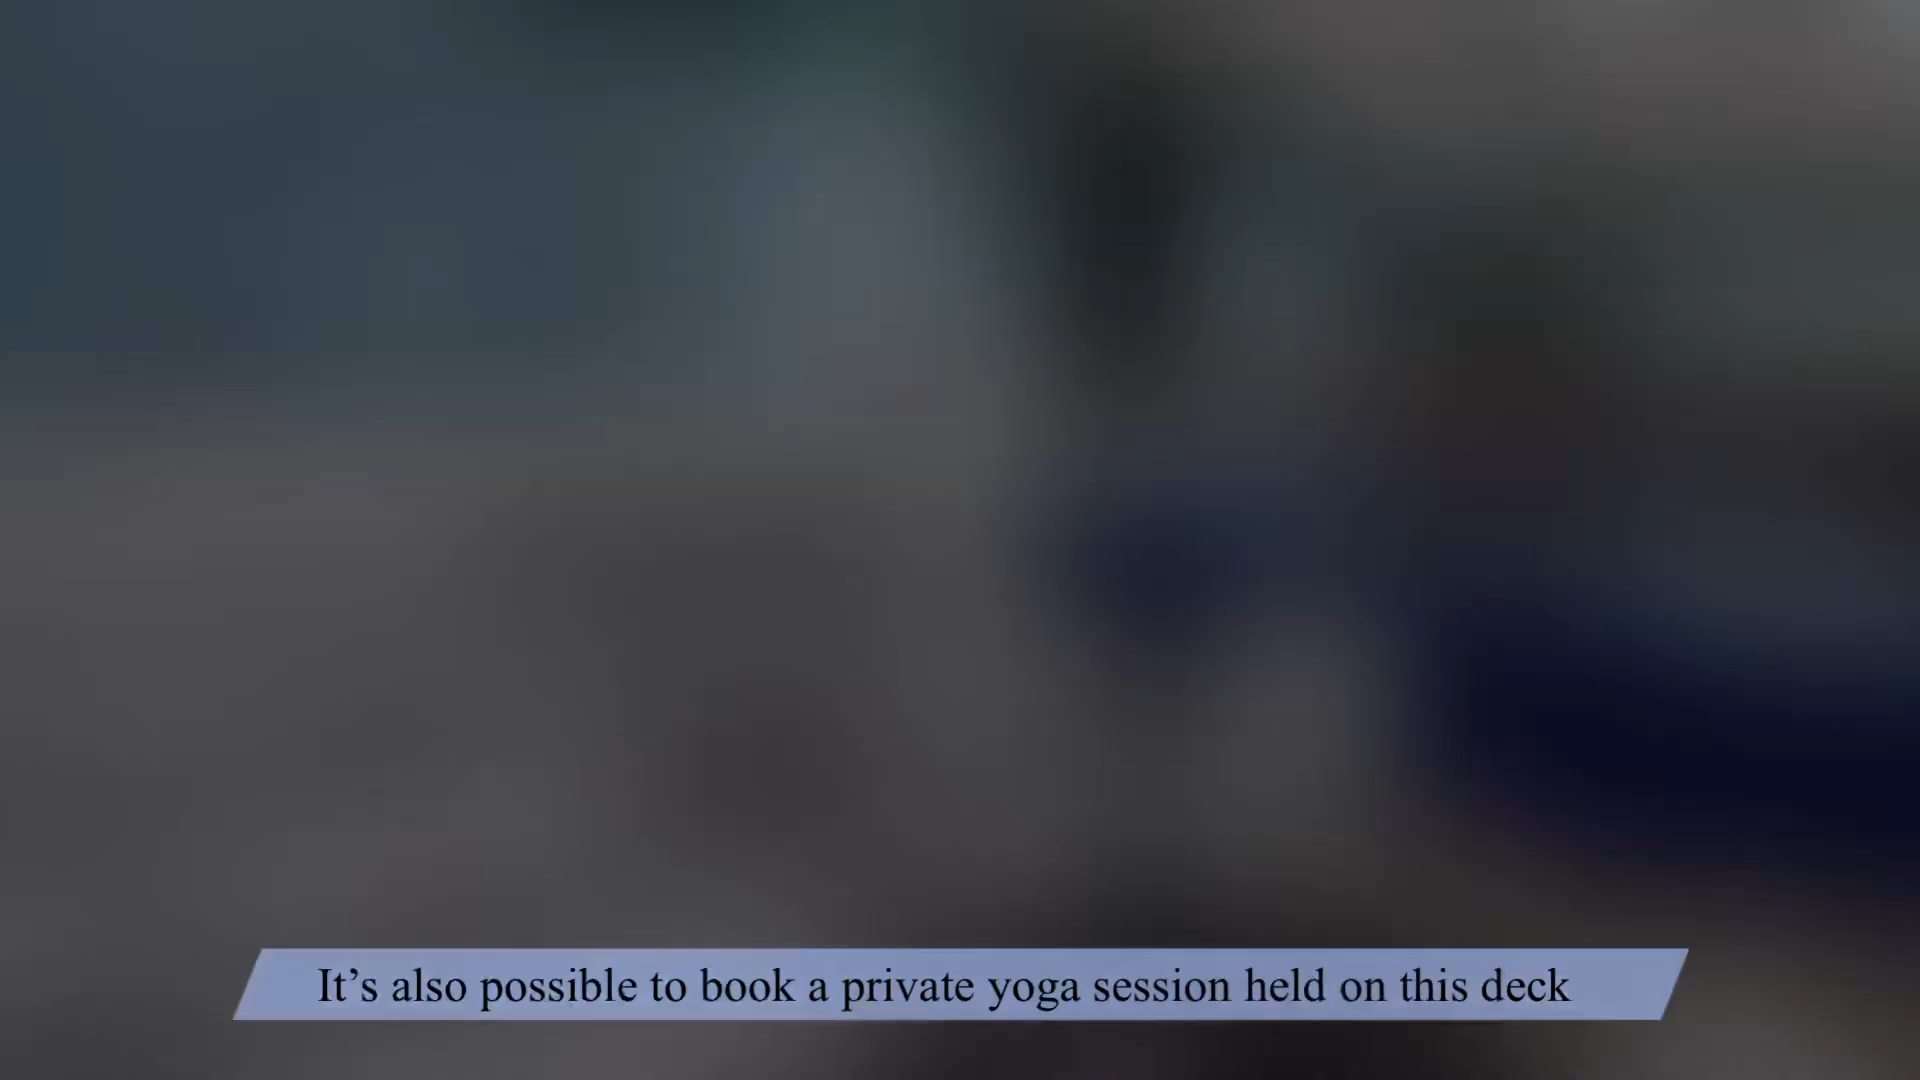 It’s also possible to book a private yoga session held on this deck